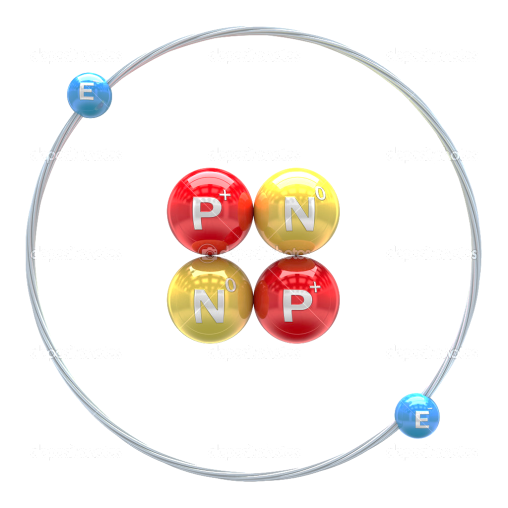 E⁻
P⁺ N⁰
N⁰ P⁺
E⁻